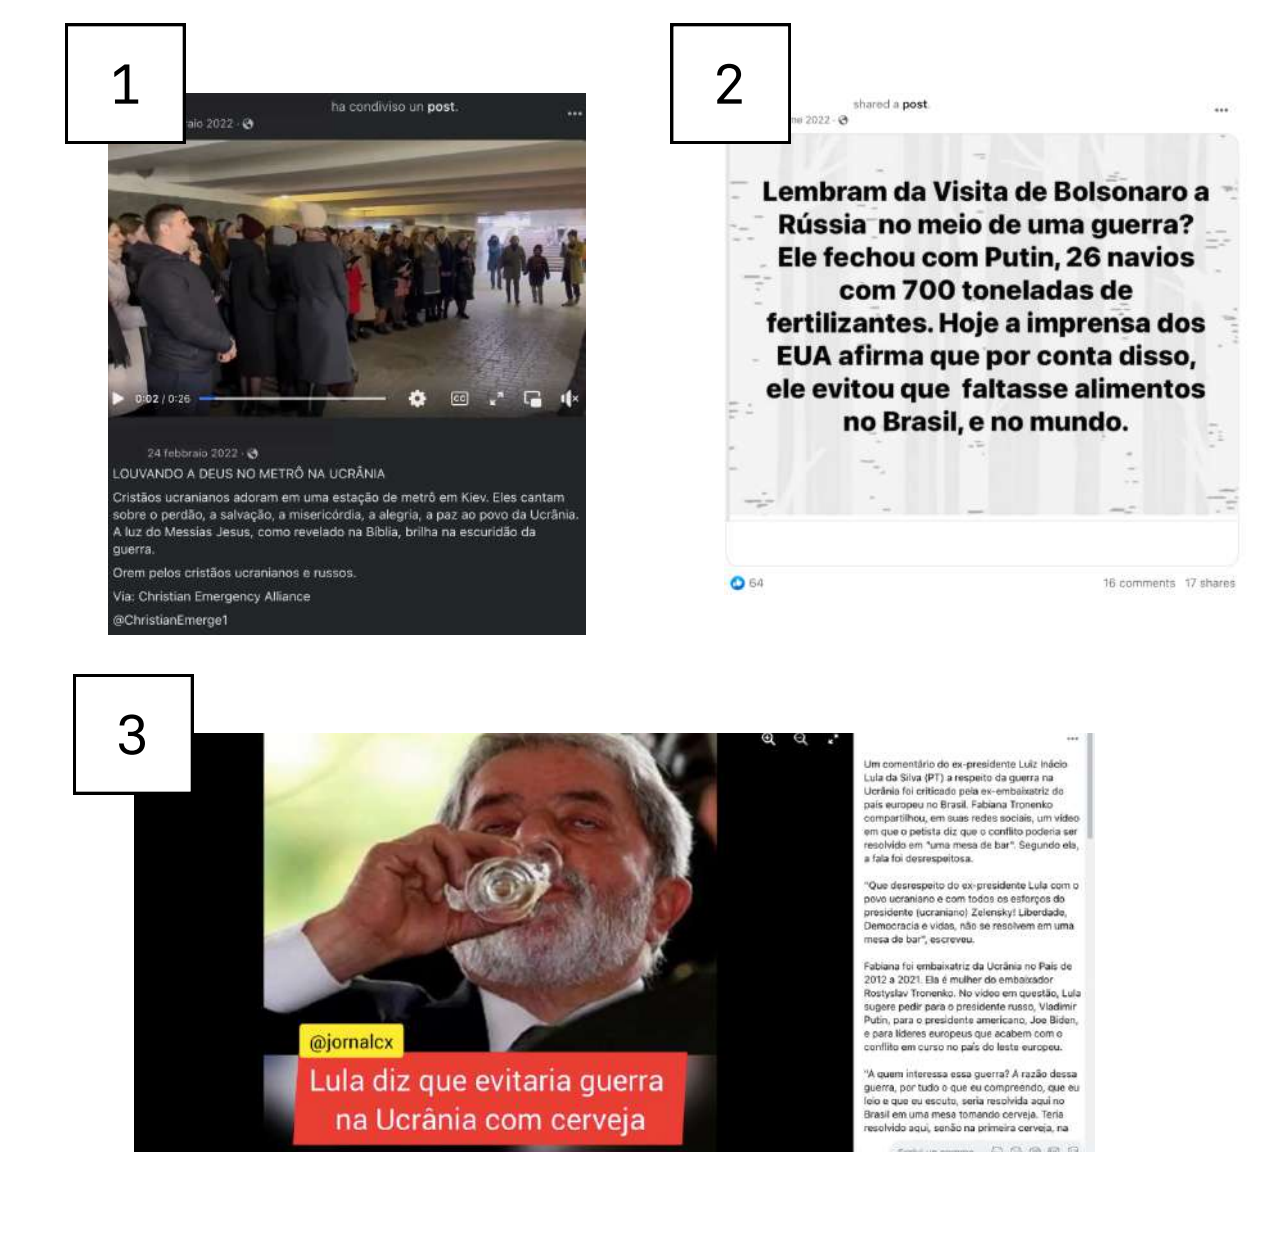 1
ha condiviso un post.
aio 2022
0:02 / 0:26
CC
24 febbraio 2022
LOUVANDO A DEUS NO METRÔ NA UCRÂNIA
Cristãos ucranianos adoram em uma estação de metrô em Kiev. Eles cantam
sobre o perdão, a salvação, a misericórdia, a alegria, a paz ao povo da Ucrânia.
A luz do Messias Jesus, como revelado na Bíblia, brilha na escuridão da
guerra.
Orem pelos cristãos ucranianos e russos.
Via: Christian Emergency Alliance
@ChristianEmerge1
2
shared a post.
ne 2022
Lembram da Visita de Bolsonaro a
Rússia no meio de uma guerra?
Ele fechou com Putin, 26 navios
com 700 toneladas de
fertilizantes. Hoje a imprensa dos
EUA afirma que por conta disso,
ele evitou que faltasse alimentos
no Brasil, e no mundo.
64
16 comments 17 shares
3
@jornalcx
Lula diz que evitaria guerra
na Ucrânia com cerveja
Um comentário do ex-presidente Luiz Inácio
Lula da Silva (PT) a respeito da guerra na
Ucrânia foi criticado pela ex-embaixatriz do
país europeu no Brasil. Fabiana Tronenko
compartilhou, em suas redes sociais, um vídeo
em que o petista diz que o conflito poderia ser
resolvido em "uma mesa de bar". Segundo ela,
a fala foi desrespeitosa.
"Que desrespeito do ex-presidente Lula com o
povo ucraniano e com todos os esforços do
presidente (ucraniano) Zelensky! Liberdade,
Democracia e vidas, não se resolvem em uma
mesa de bar", escreveu.
Fabiana foi embaixatriz da Ucrânia no País de
2012 a 2021. Ela é mulher do embaixador
Rostyslav Tronenko. No vídeo em questão, Lula
sugere pedir para o presidente russo, Vladimir
Putin, para o presidente americano, Joe Biden,
e para líderes europeus que acabem com o
conflito em curso no país do leste europeu.
"A quem interessa essa guerra? A razão dessa
guerra, por tudo o que eu compreendo, que eu
leio e que eu escuto, seria resolvida aqui no
Brasil em uma mesa tomando cerveja. Teria
resolvido aqui, senão na primeira cerveja, na